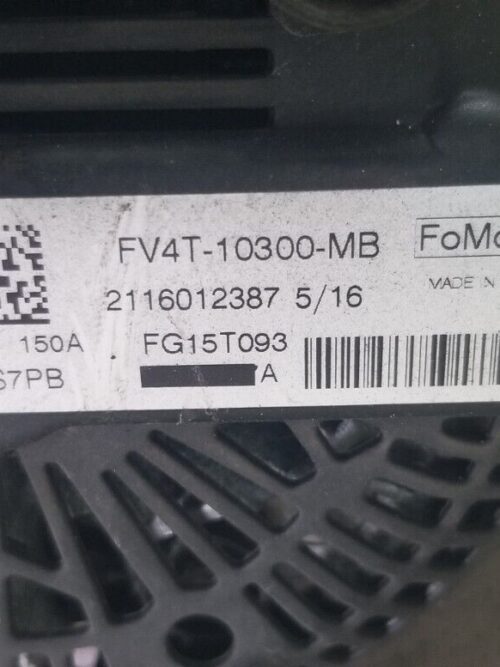 FV4T-10300-MB FoMo
2116012387 5/16 MADE IN
150A FG15T093
S7PB A